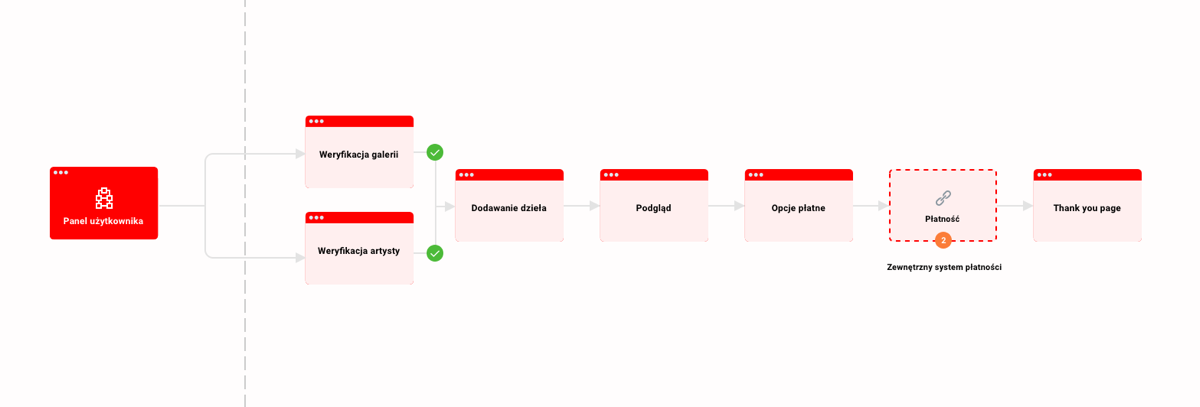 Panel użytkownika
Weryfikacja galerii
Weryfikacja artysty
Dodawanie dzieła
Podgląd
Opcje płatne
Płatność
2
Zewnętrzny system płatności
Thank you page